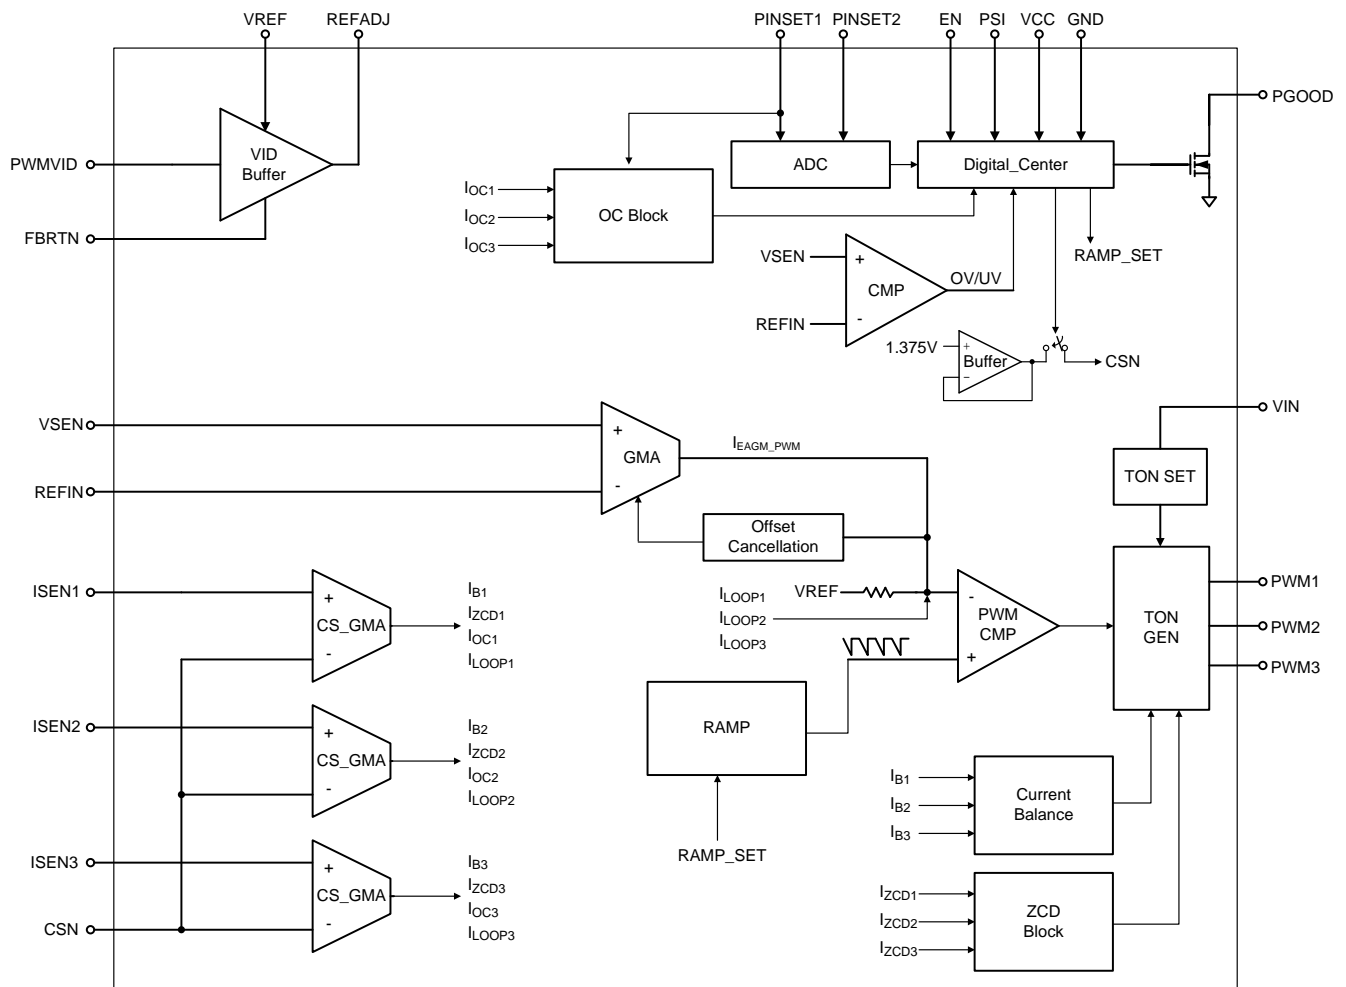 VREF
REFADJ
PINSET1
PINSET2
EN
PSI
VCC
GND
PGOOD
PWMVID
VID
Buffer
FBRTN
ADC
Digital_Center
IOC1
IOC2
IOC3
OC Block
RAMP_SET
VSEN
+
CMP
-
REFIN
OV/UV
1.375V
+
Buffer
-
CSN
VIN
VSEN
+
GMA
-
REFIN
IEAGM_PWM
TON SET
Offset
Cancellation
ISEN1
+
CS_GMA
-
IB1
IZCD1
IOC1
ILOOP1
ILOOP1
ILOOP2
ILOOP3
VREF
-
PWM
CMP
+
TON
GEN
PWM1
PWM2
PWM3
ISEN2
+
CS_GMA
-
IB2
IZCD2
IOC2
ILOOP2
RAMP
RAMP_SET
IB1
IB2
IB3
Current
Balance
ISEN3
+
CS_GMA
-
CSN
IB3
IZCD3
IOC3
ILOOP3
IZCD1
IZCD2
IZCD3
ZCD
Block